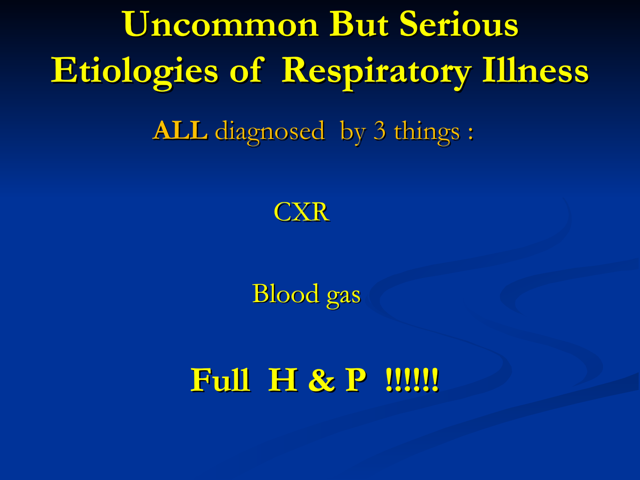 Uncommon But Serious
Etiologies of Respiratory Illness
ALL diagnosed by 3 things :
CXR
Blood gas
Full H & P !!!!!!